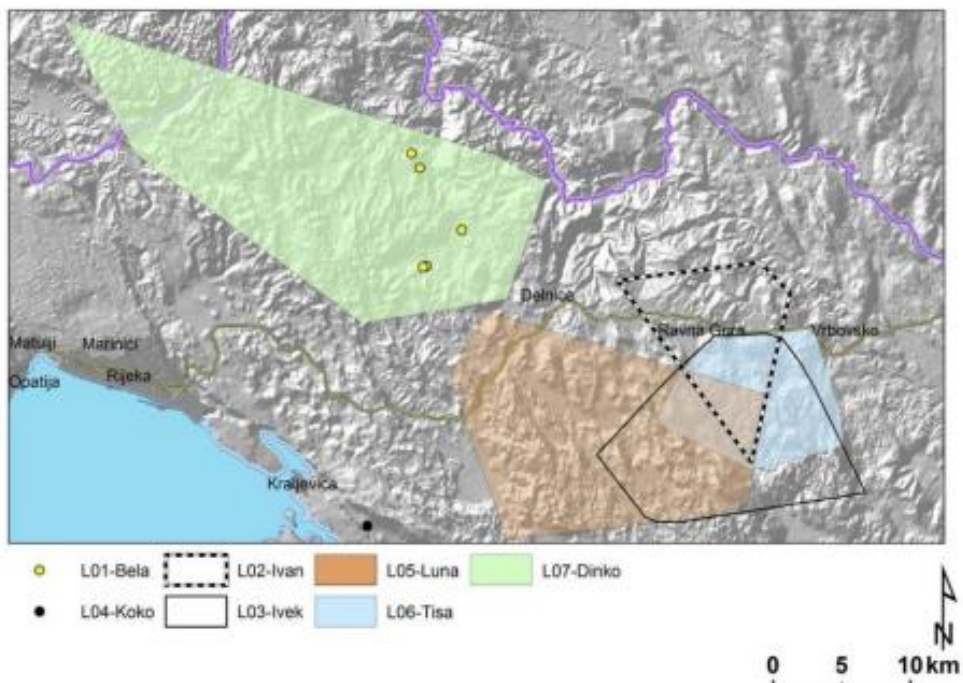 Delnice
Ravna Gora
Vrbovsko
Matulji
Marinići
Rijeka
Opatija
Kraljevica
L01-Bela L02-Ivan L05-Luna L07-Dinko
L04-Koko L03-Ivek L06-Tisa
N
0 5 10 km